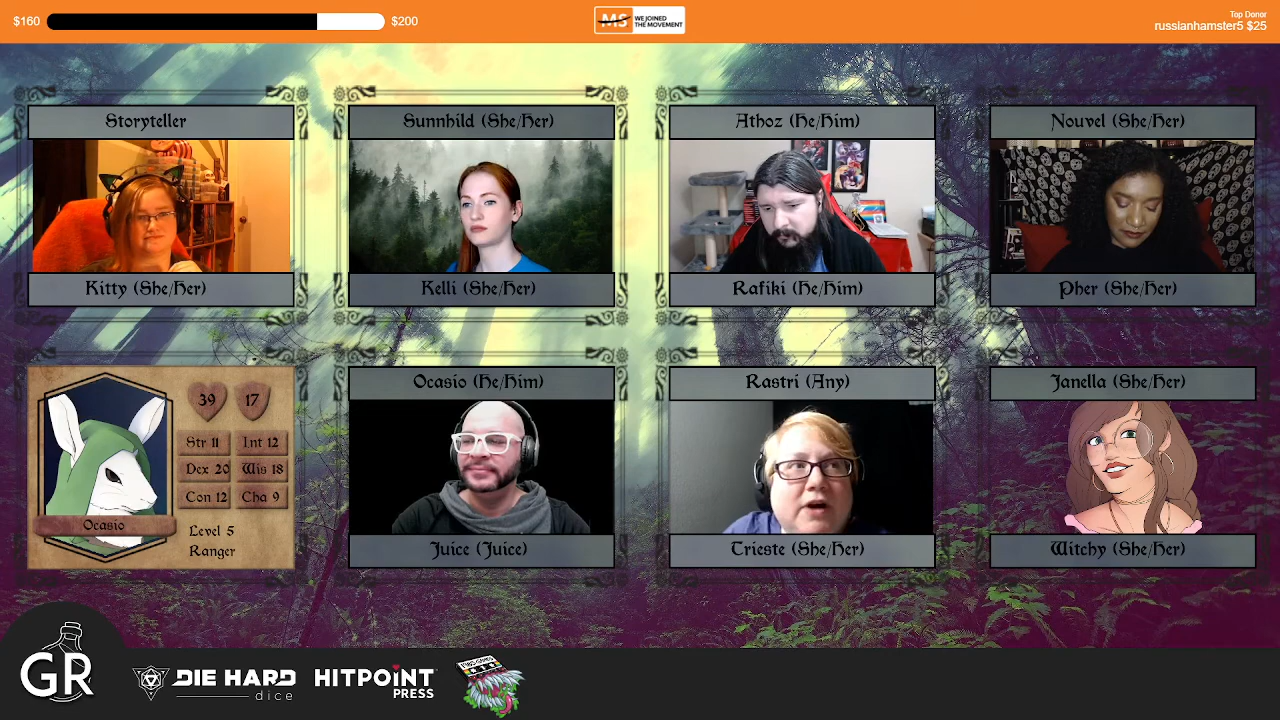 $160
$200
MS WE JOINED
THE MOVEMENT
Top Donor
russianhamster5 $25
Storyteller
Sunnhild (She/Her)
Athoz (He/Him)
Nouvel (She/Her)
Kitty (She/Her)
Kelli (She/Her)
Rafiki (He/Him)
Pher (She/Her)
39
17
Str 11
Int 12
Dex 20
Wis 18
Con 12
Cha 9
Ocasio
Level 5
Ranger
Ocasio (He/Him)
Rastri (Any)
Janella (She/Her)
Juice (Juice)
Trieste (She/Her)
Witchy (She/Her)
GR
DIE HARD
dice
HITPOINT
PRESS